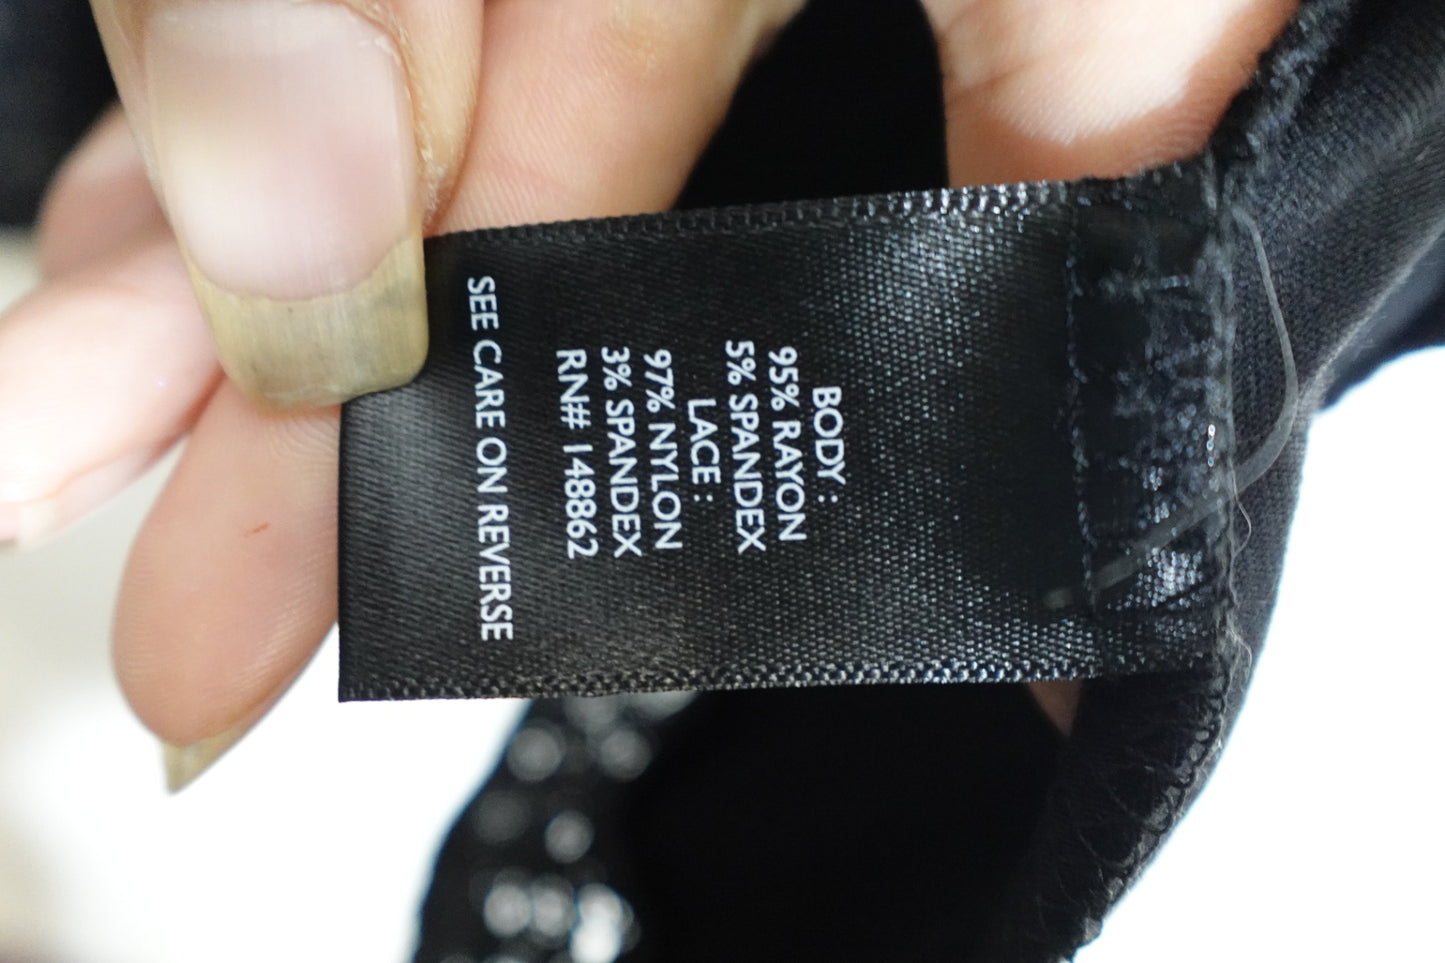 BODY :
95% RAYON
5% SPANDEX
LACE :
97% NYLON
3% SPANDEX
RN# 148862
SEE CARE ON REVERSE